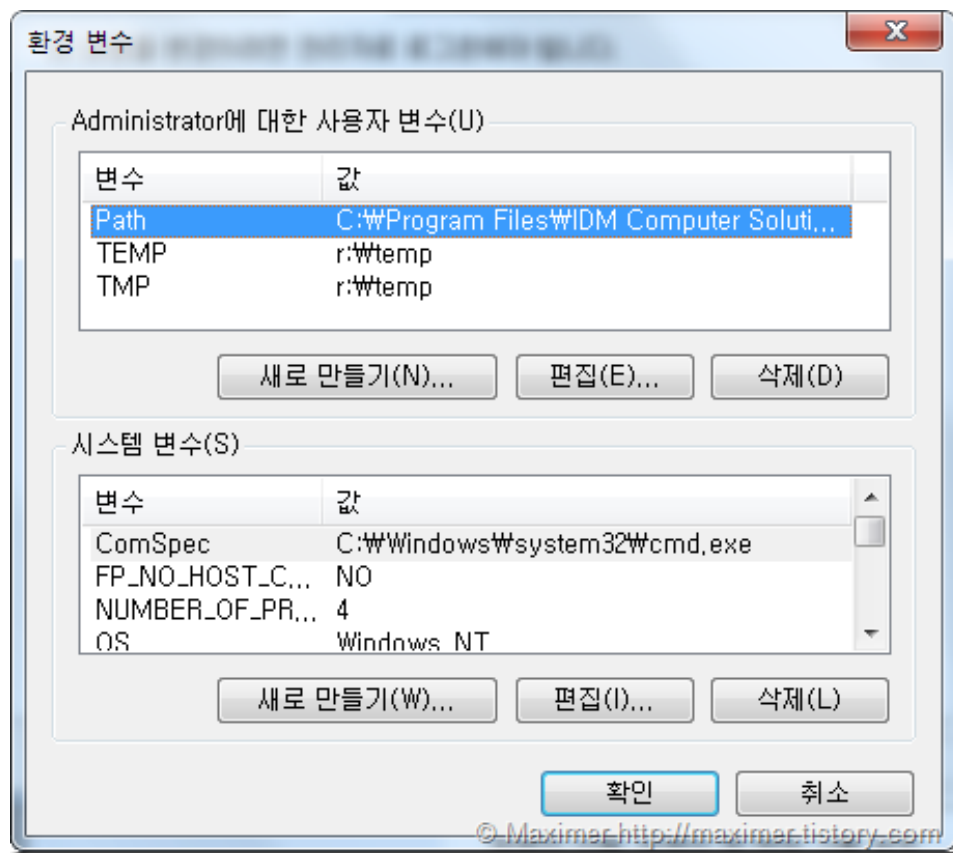 환경 변수
Administrator에 대한 사용자 변수(U)
변수 값
Path C:₩Program Files₩IDM Computer Soluti...
TEMP r:₩temp
TMP r:₩temp
새로 만들기(N)... 편집(E)... 삭제(D)
시스템 변수(S)
변수 값
ComSpec C:₩Windows₩system32₩cmd.exe
FP_NO_HOST_C... NO
NUMBER_OF_PR... 4
OS Windows_NT
새로 만들기(W)... 편집(I)... 삭제(L)
확인 취소
© Maximer http://maximer.tistory.com